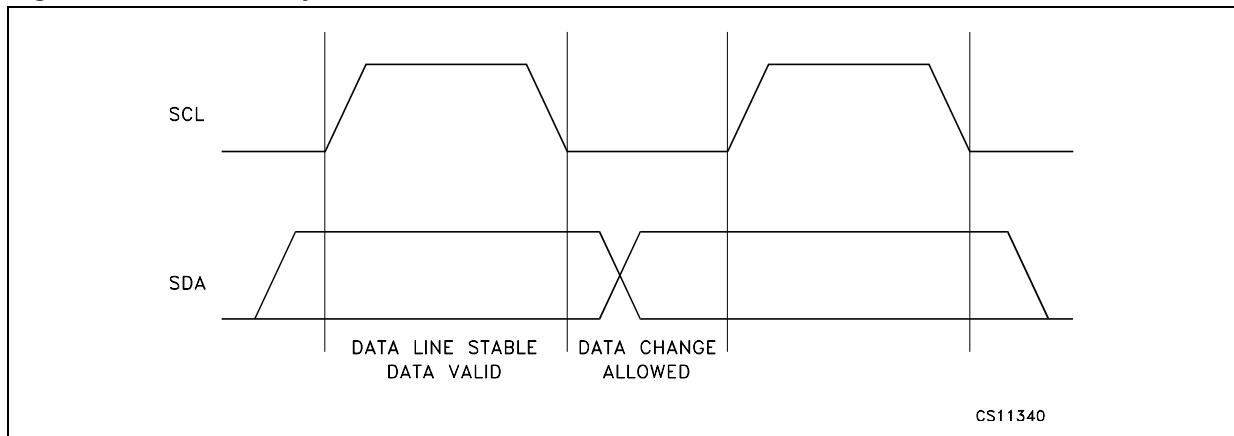 SCL
SDA
DATA LINE STABLE
DATA VALID
DATA CHANGE
ALLOWED
CS11340